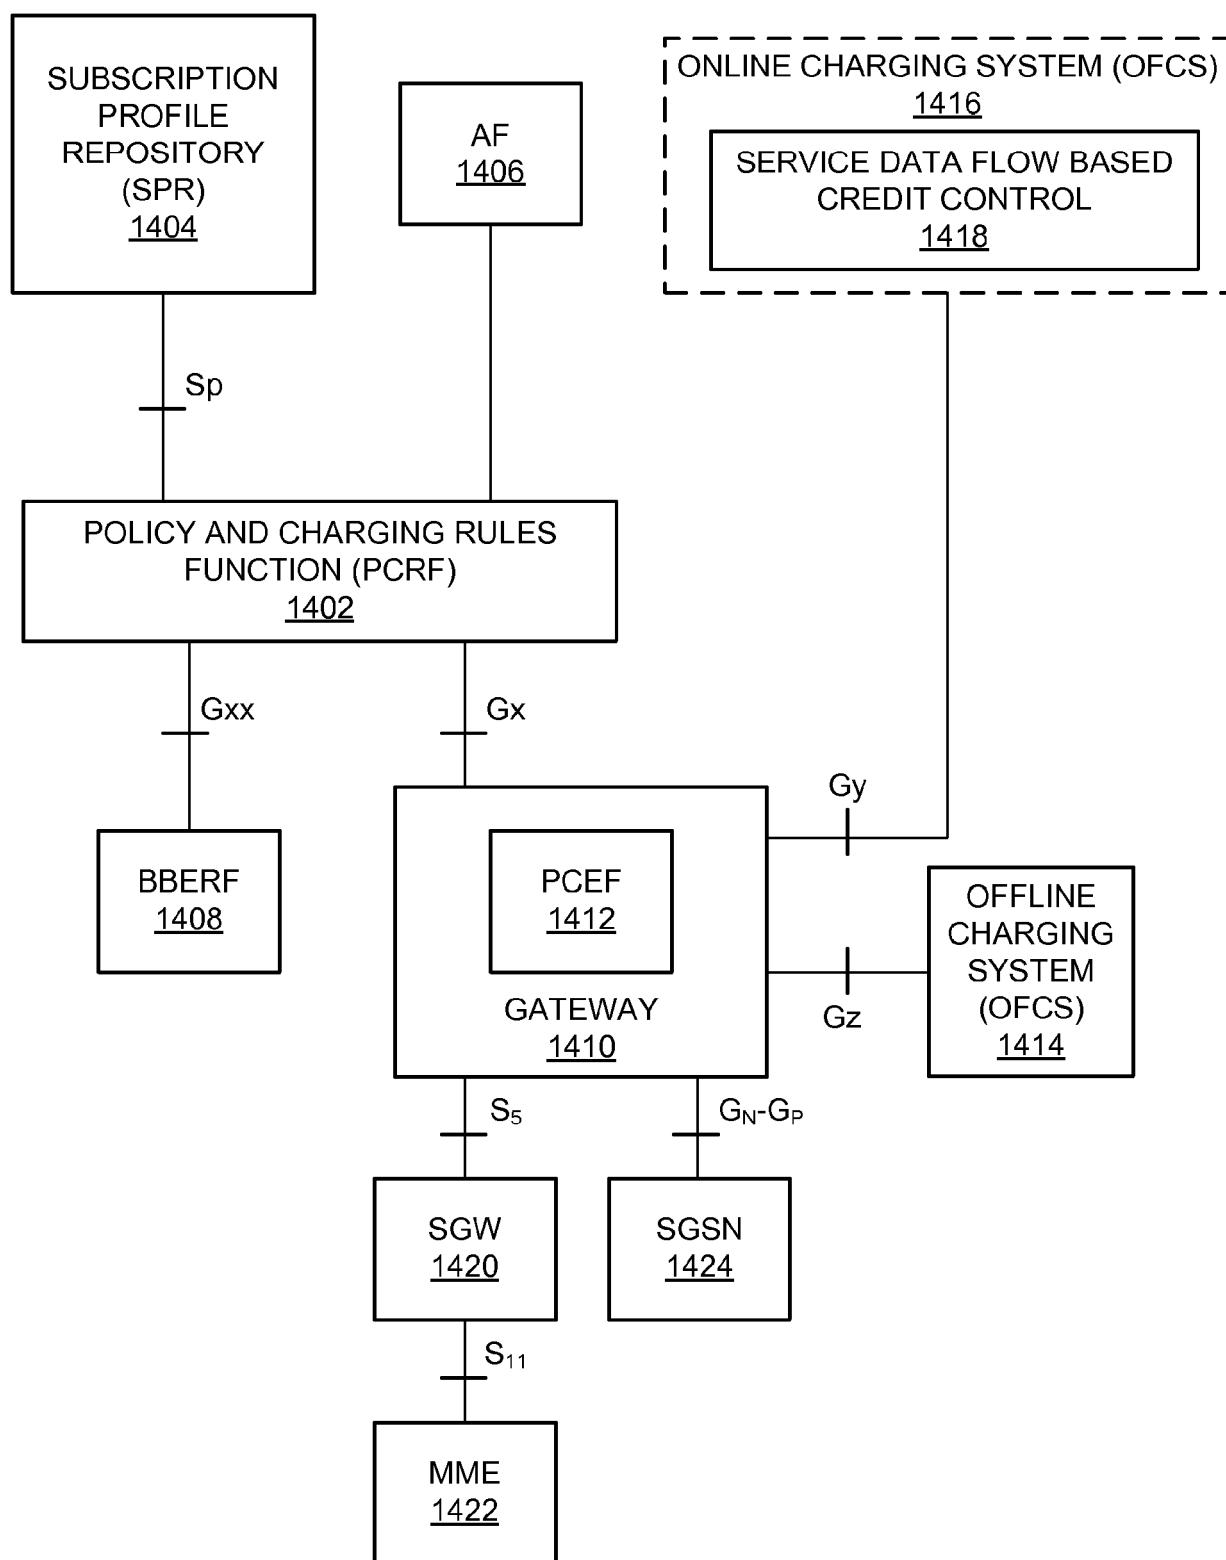 SUBSCRIPTION
PROFILE
REPOSITORY
(SPR)
1404
AF
1406
ONLINE CHARGING SYSTEM (OFCS)
1416
SERVICE DATA FLOW BASED
CREDIT CONTROL
1418
Sp
POLICY AND CHARGING RULES
FUNCTION (PCRF)
1402
Gxx
Gx
Gy
BBERF
1408
PCEF
1412
GATEWAY
1410
OFFLINE
CHARGING
SYSTEM
(OFCS)
1414
Gz
S5
GN-GP
SGW
1420
SGSN
1424
S11
MME
1422